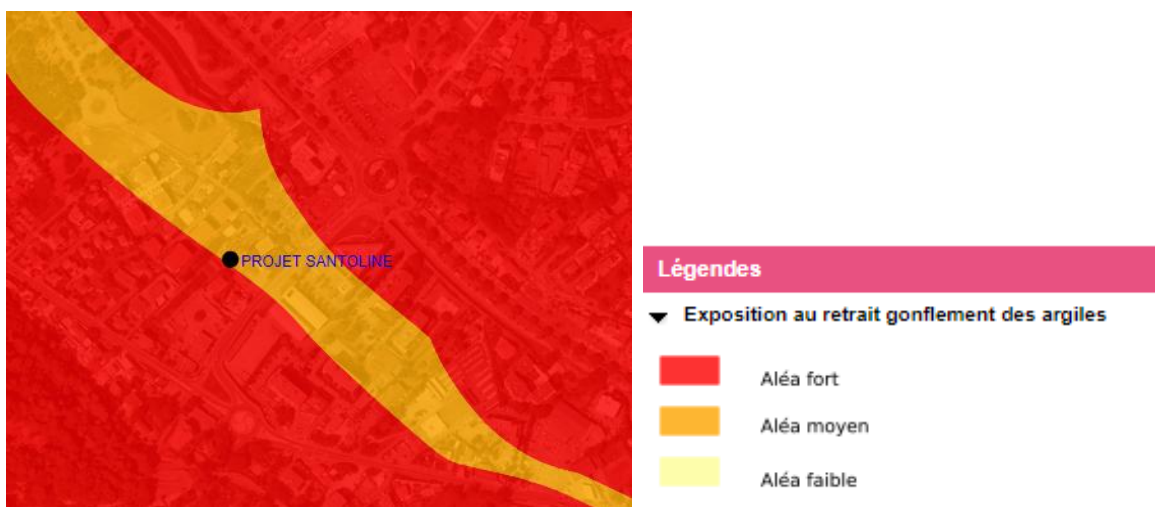 PROJET SANTOLINE
Légendes
Exposition au retrait gonflement des argiles
Aléa fort
Aléa moyen
Aléa faible